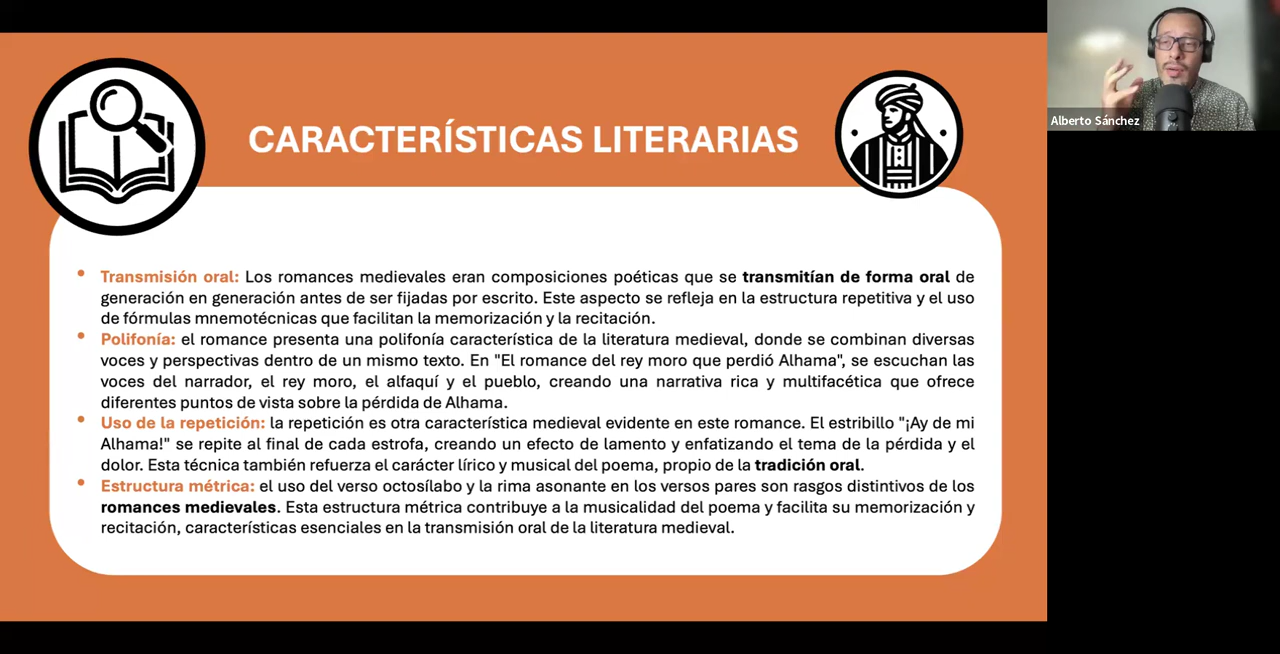 CARACTERÍSTICAS LITERARIAS
Alberto Sánchez
• Transmisión oral: Los romances medievales eran composiciones poéticas que se transmitían de forma oral de
generación en generación antes de ser fijadas por escrito. Este aspecto se refleja en la estructura repetitiva y el uso
de fórmulas mnemotécnicas que facilitan la memorización y la recitación.
• Polifonía: el romance presenta una polifonía característica de la literatura medieval, donde se combinan diversas
voces y perspectivas dentro de un mismo texto. En "El romance del rey moro que perdió Alhama", se escuchan las
voces del narrador, el rey moro, el alfaquí y el pueblo, creando una narrativa rica y multifacética que ofrece
diferentes puntos de vista sobre la pérdida de Alhama.
• Uso de la repetición: la repetición es otra característica medieval evidente en este romance. El estribillo "¡Ay de mi
Alhama!" se repite al final de cada estrofa, creando un efecto de lamento y enfatizando el tema de la pérdida y el
dolor. Esta técnica también refuerza el carácter lírico y musical del poema, propio de la tradición oral.
• Estructura métrica: el uso del verso octosílabo y la rima asonante en los versos pares son rasgos distintivos de los
romances medievales. Esta estructura métrica contribuye a la musicalidad del poema y facilita su memorización y
recitación, características esenciales en la transmisión oral de la literatura medieval.